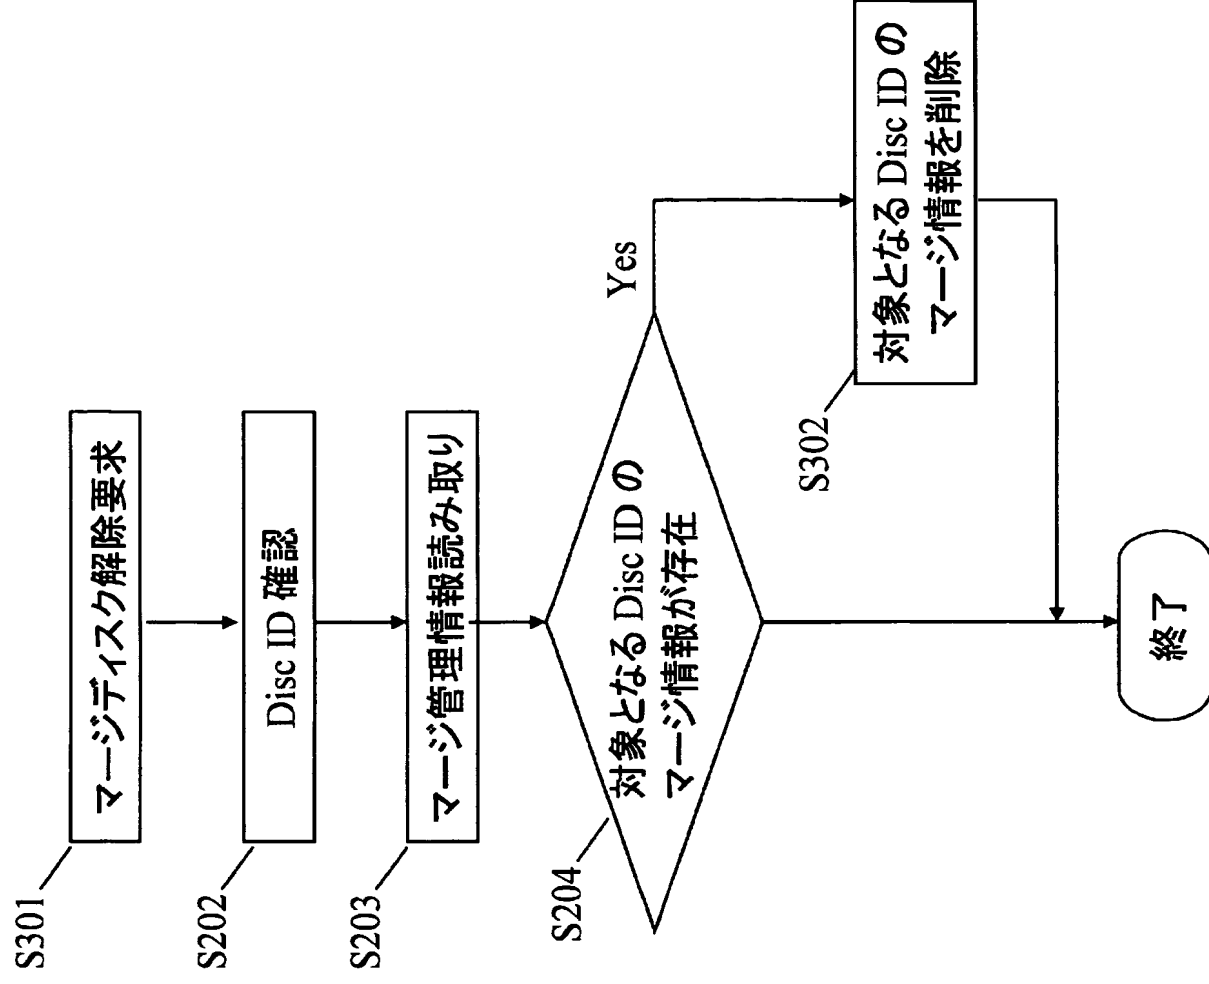 S301
マージディスク解除要求
S202
Disc ID 確認
S203
マージ管理情報読み取り
S204
対象となる Disc ID の
マージ情報が存在
Yes
S302
対象となる Disc ID の
マージ情報を削除
終了